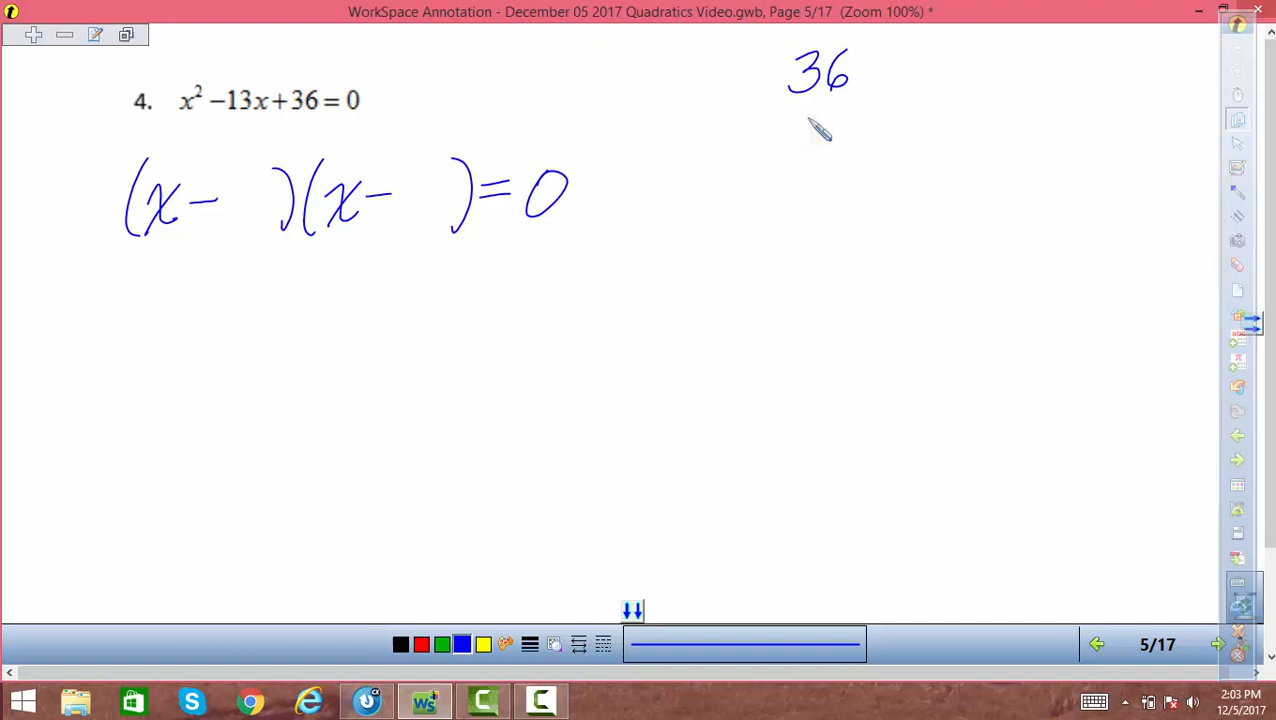 WorkSpace Annotation - December 05 2017 Quadratics Video.gwb, Page 5/17 (Zoom 100%) *
36
4. x² −13x+36 = 0
(x− )(x− )=0
5/17
2:03 PM
12/5/2017